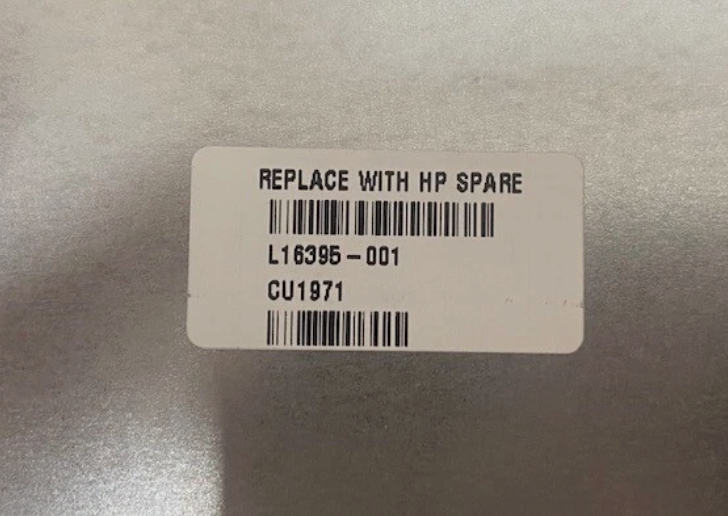 REPLACE WITH HP SPARE
L16395-001
CU1971